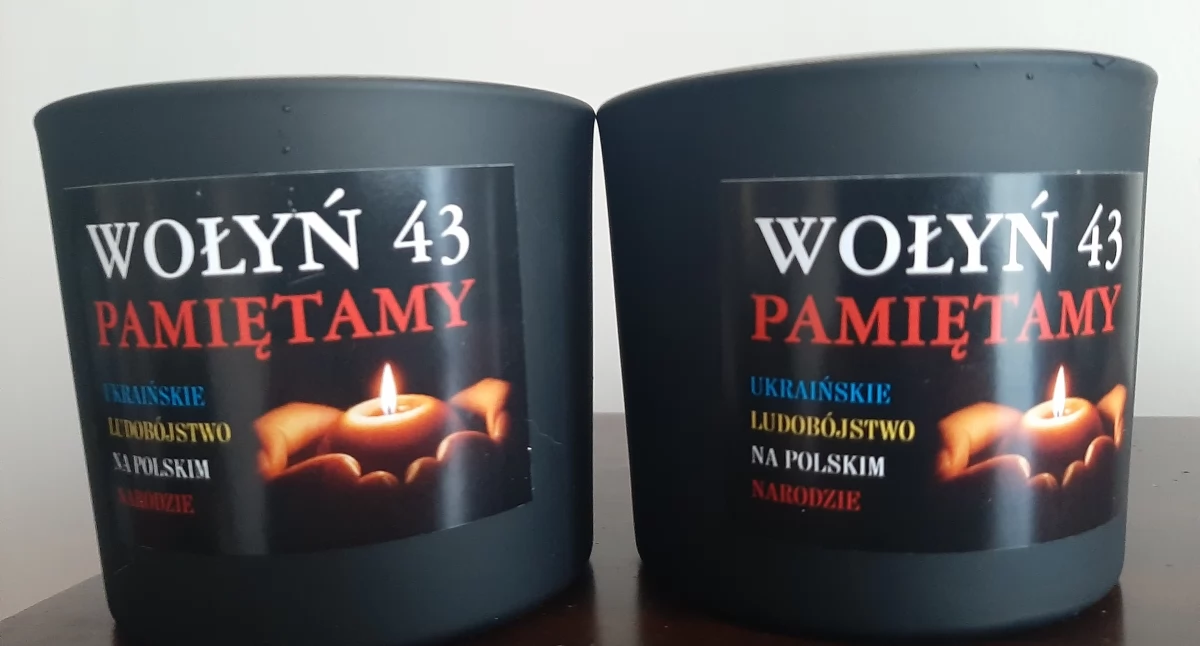 WOŁYŃ 43
PAMIĘTAMY
UKRAIŃSKIE
LUDOBÓJSTWO
NA POLSKIM
NARODZIE
WOŁYŃ 43
PAMIĘTAMY
UKRAIŃSKIE
LUDOBÓJSTWO
NA POLSKIM
NARODZIE